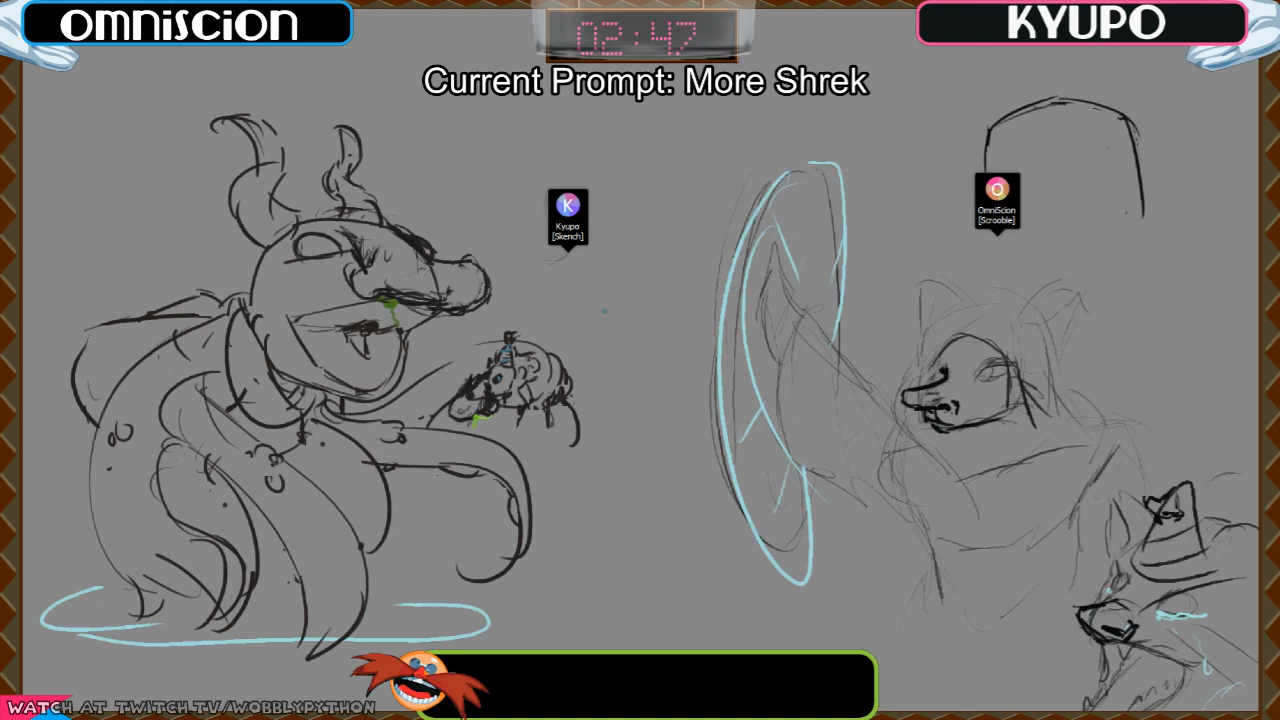 OMNISCION
02:47
KYUPO
Current Prompt: More Shrek
K
Kyupo
[Skench]
O
OmniScion
[Scrooble]
WATCH AT TWITCH.TV/WOBBLYPYTHON